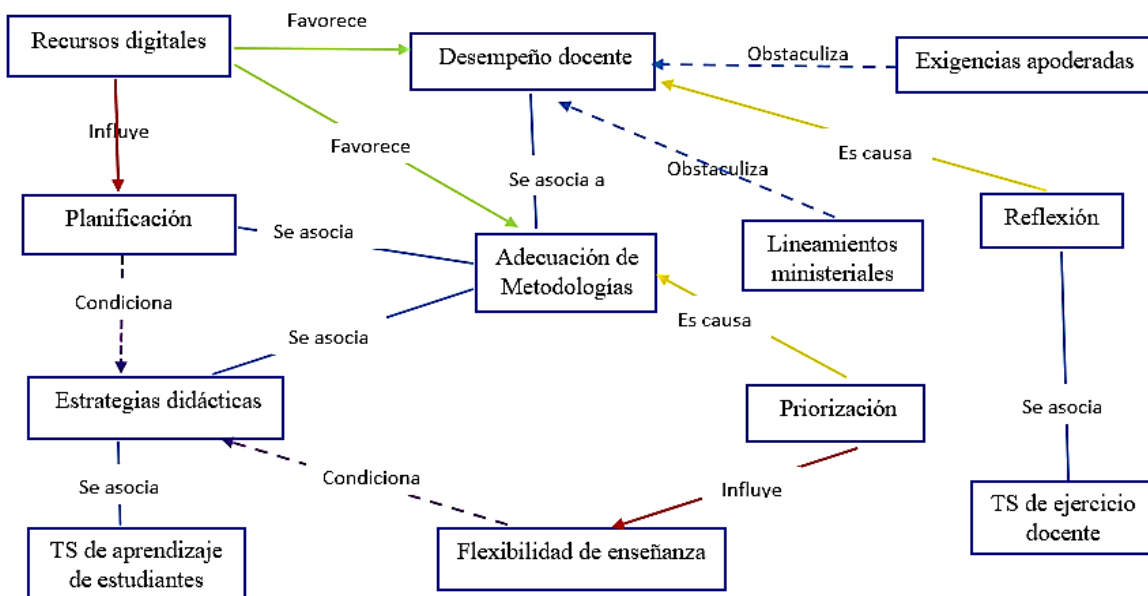 Favorece
Recursos digitales
Desempeño docente
Obstaculiza
Exigencias apoderadas
Influye
Favorece
Es causa
Obstaculiza
Se asocia a
Planificación
Se asocia
Adecuación de
Metodologías
Lineamientos
ministeriales
Reflexión
Condiciona
Se asocia
Es causa
Estrategias didácticas
Priorización
Se asocia
Se asocia
Condiciona
Influye
TS de ejercicio
docente
TS de aprendizaje
de estudiantes
Flexibilidad de enseñanza